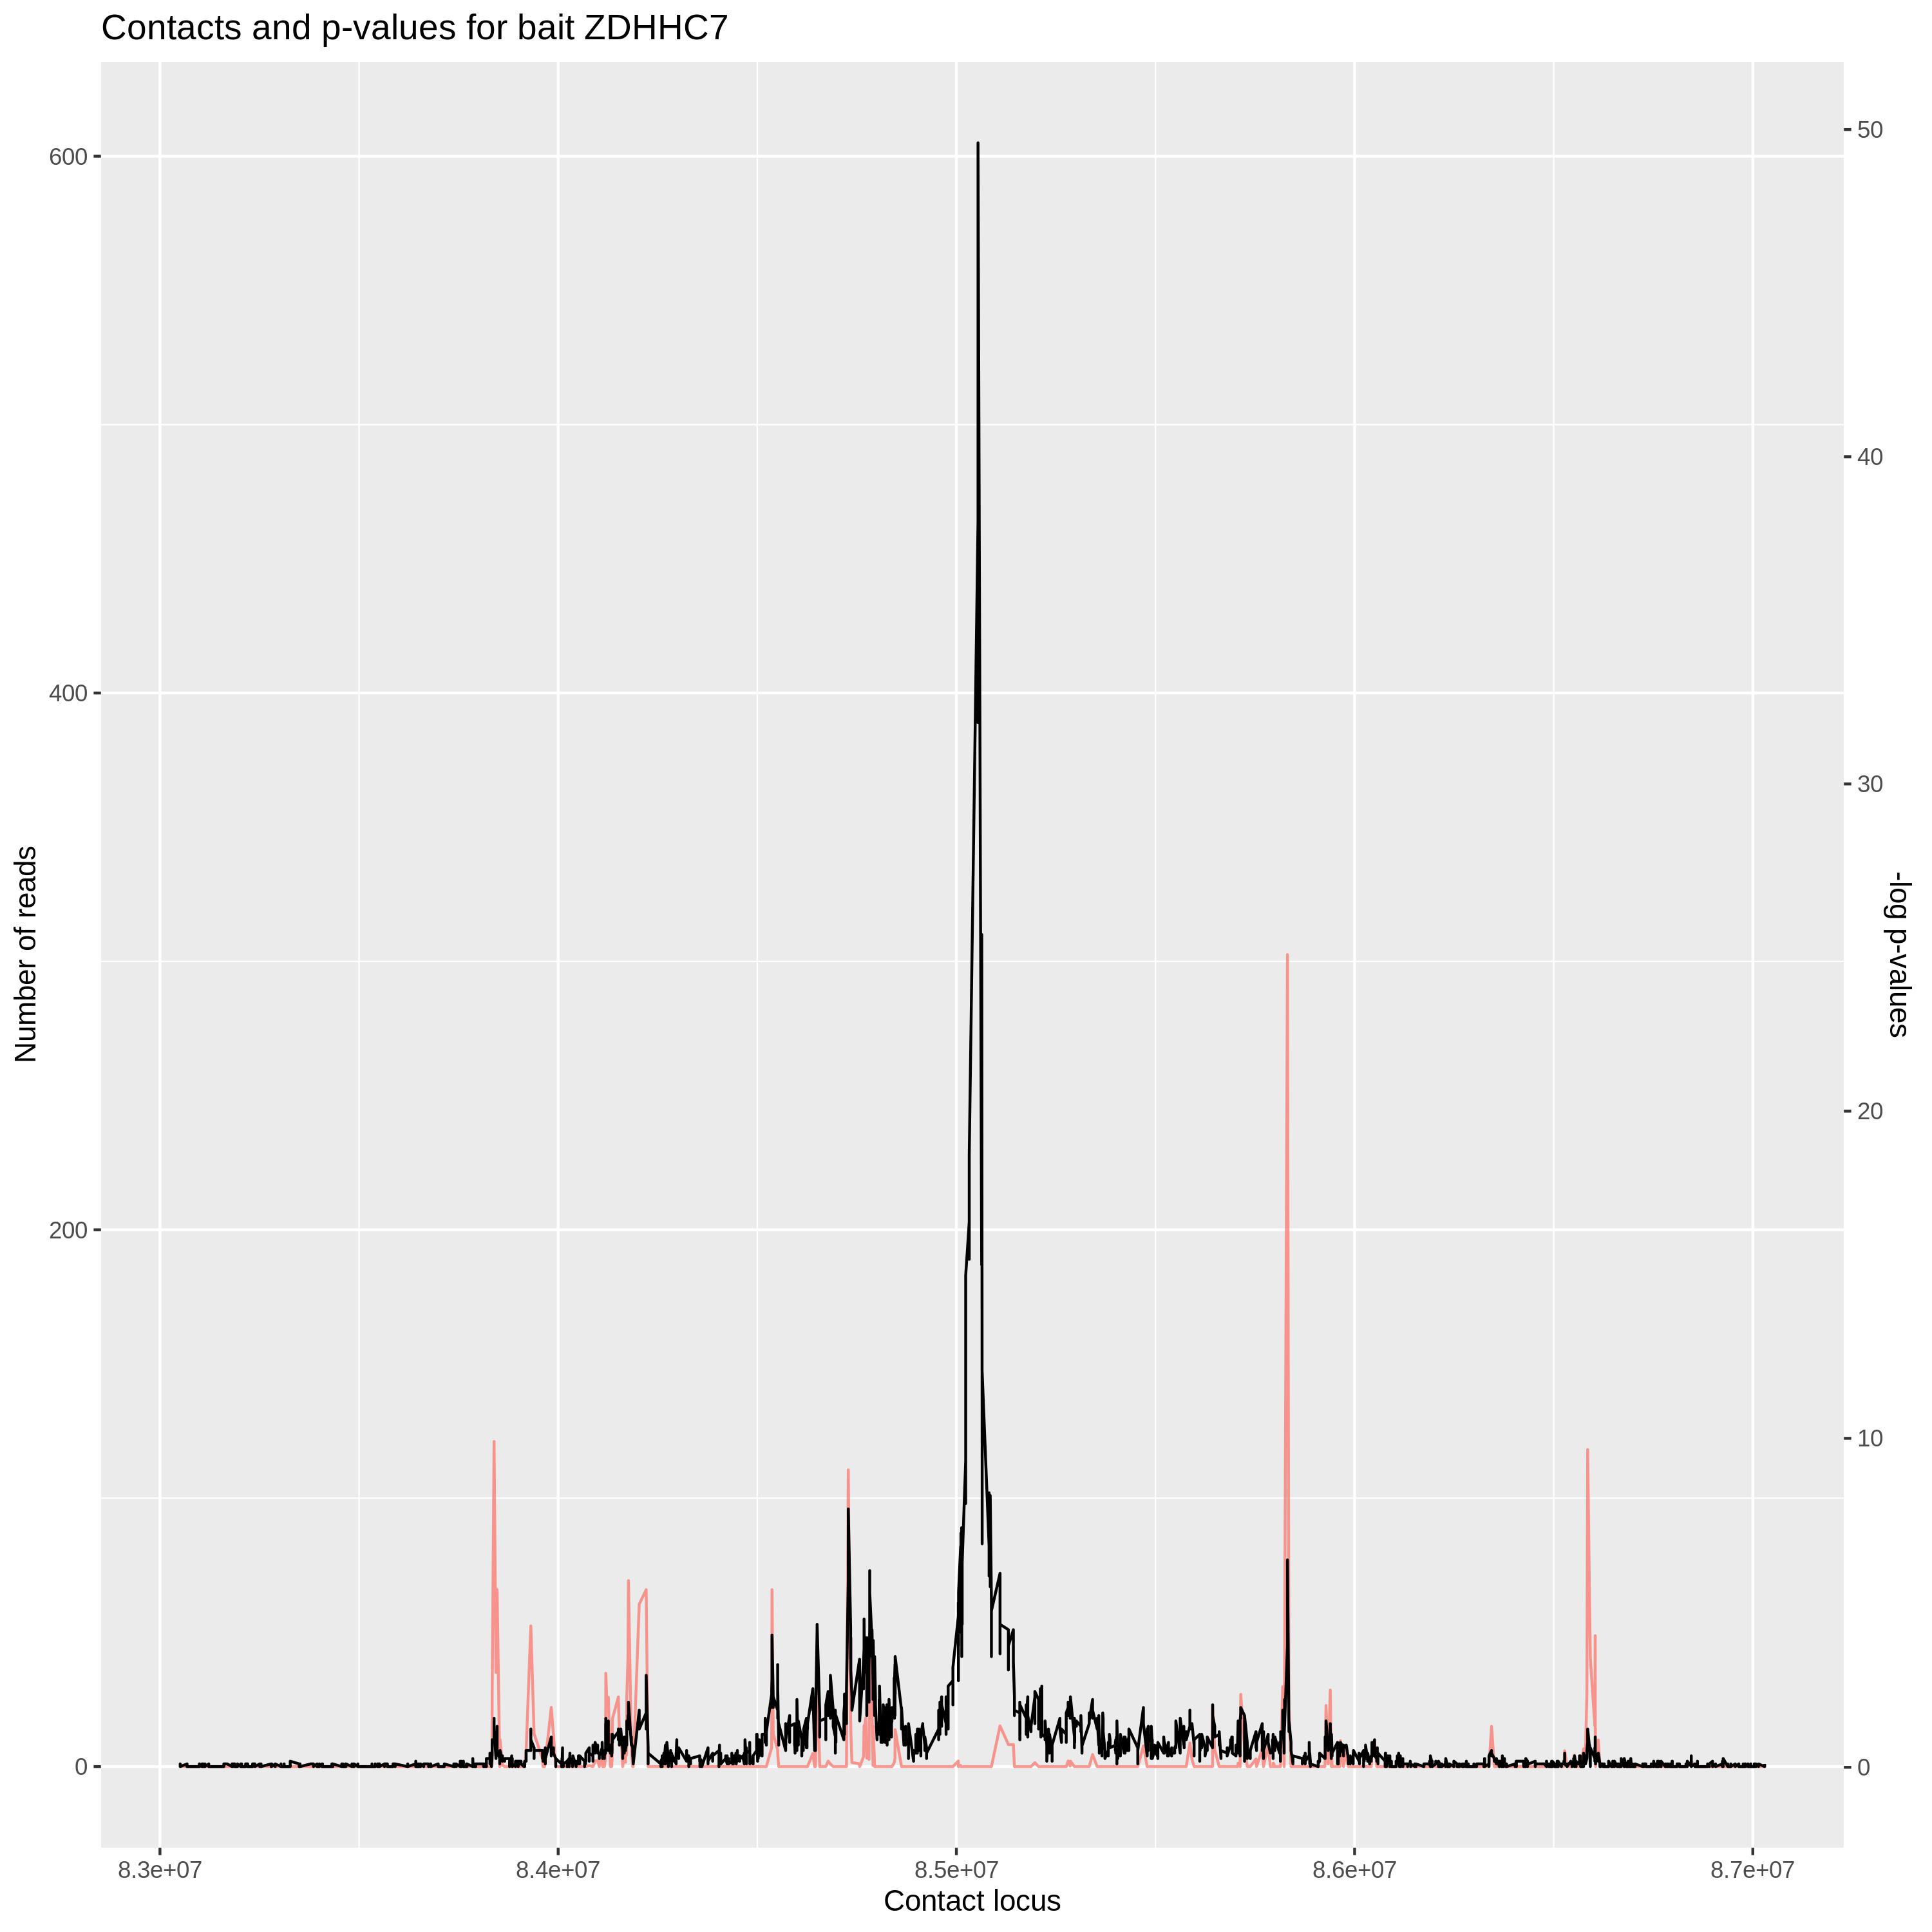 Contacts and p-values for bait ZDHHC7
600
400
200
0
Number of reads
50
40
30
20
10
0
-log p-values
8.3e+07
8.4e+07
8.5e+07
8.6e+07
8.7e+07
Contact locus